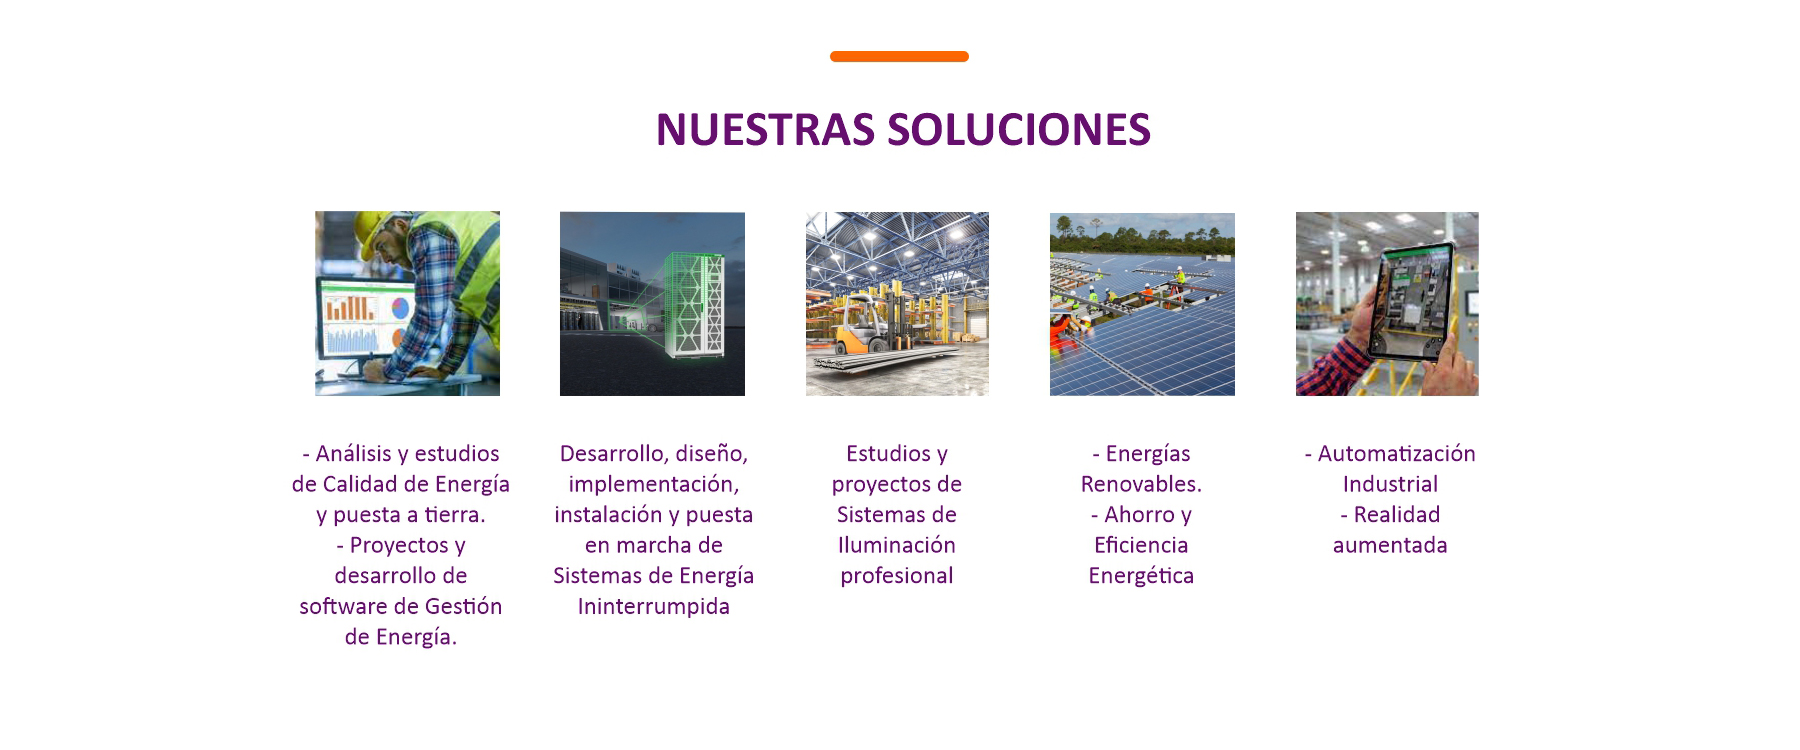 NUESTRAS SOLUCIONES
- Análisis y estudios
de Calidad de Energía
y puesta a tierra.
- Proyectos y
desarrollo de
software de Gestión
de Energía.
Desarrollo, diseño,
implementación,
instalación y puesta
en marcha de
Sistemas de Energía
Ininterrumpida
Estudios y
proyectos de
Sistemas de
Iluminación
profesional
- Energías
Renovables.
- Ahorro y
Eficiencia
Energética
- Automatización
Industrial
- Realidad
aumentada